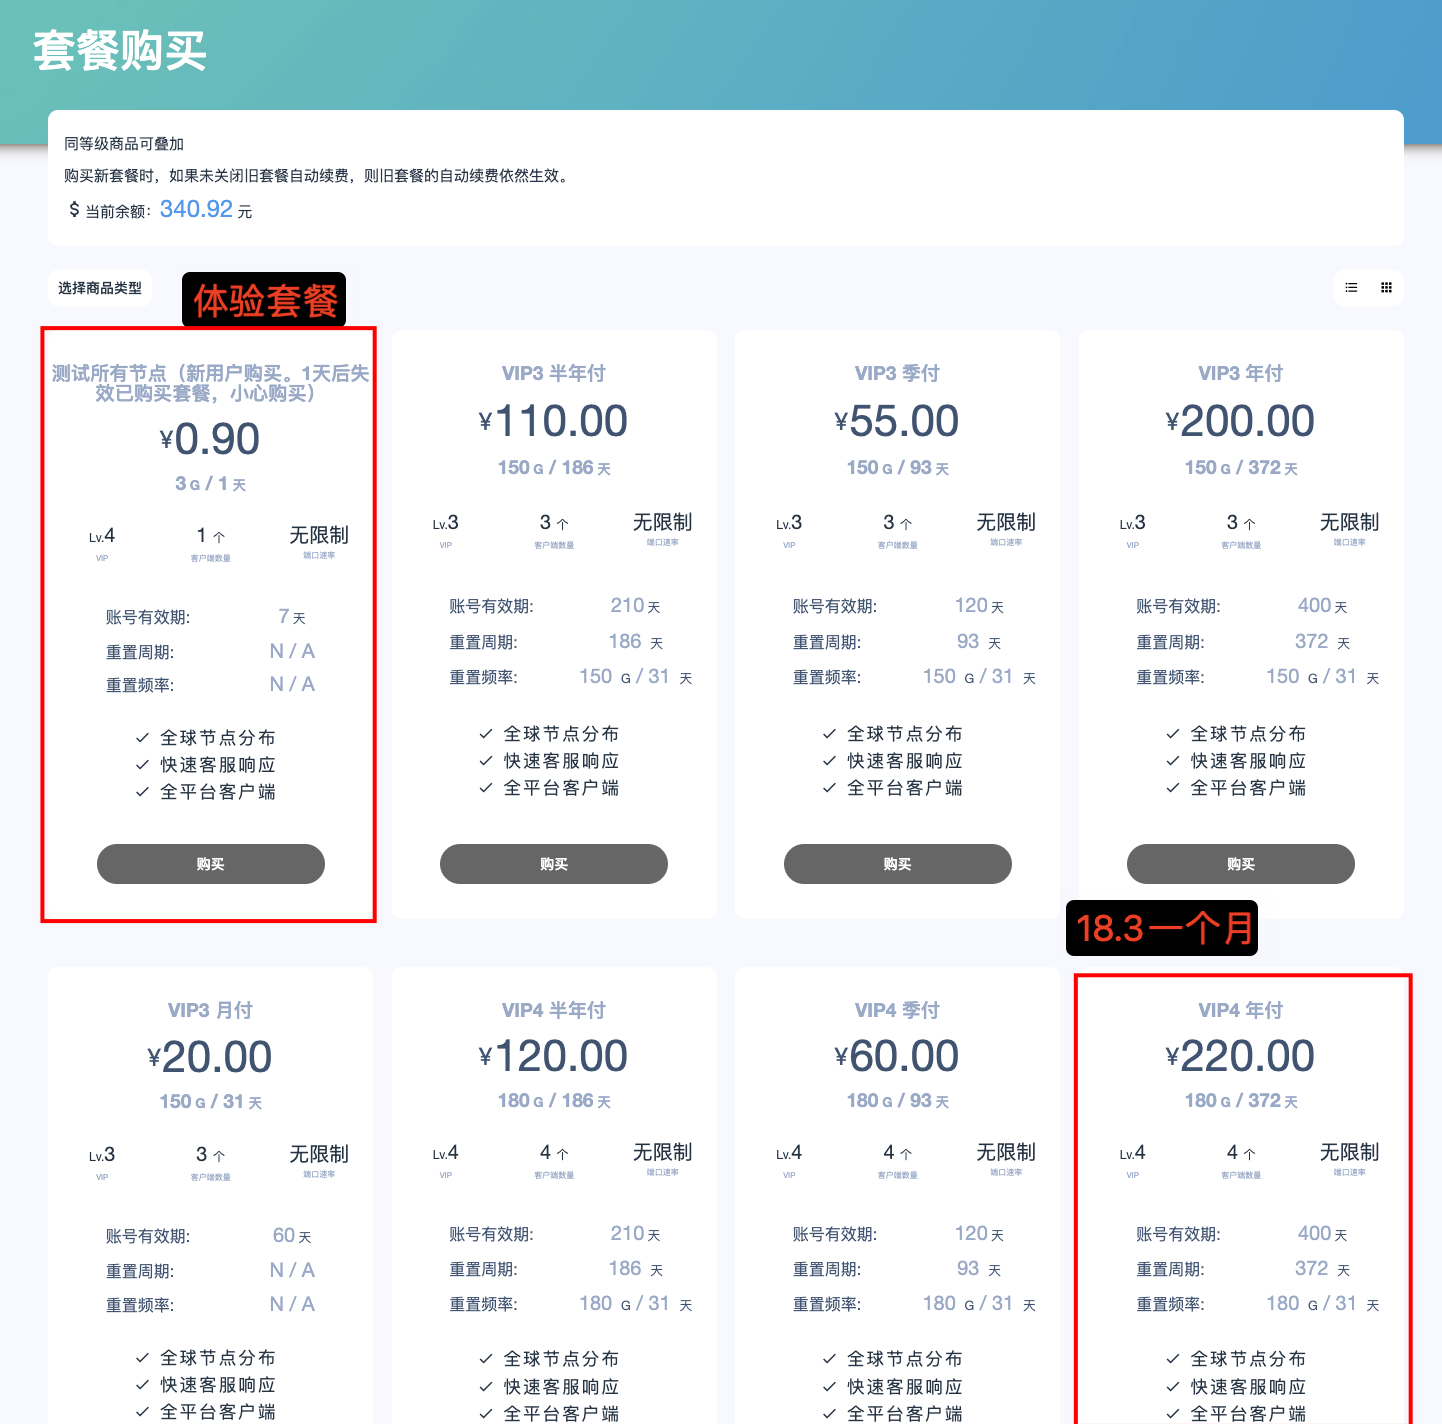 套餐购买
同等级商品可叠加
购买新套餐时，如果未关闭旧套餐自动续费，则旧套餐的自动续费依然生效。
$ 当前余额：340.92 元
选择商品类型
体验套餐
测试所有节点（新用户购买。1天后失
效已购买套餐，小心购买）
¥0.90
3 G / 1 天
Lv.4 1 个 无限制
VIP 客户端数量 端口速率
账号有效期: 7 天
重置周期: N / A
重置频率: N / A
全球节点分布
快速客服响应
全平台客户端
购买
VIP3 半年付
¥110.00
150 G / 186 天
Lv.3 3 个 无限制
VIP 客户端数量 端口速率
账号有效期: 210 天
重置周期: 186 天
重置频率: 150 G / 31 天
全球节点分布
快速客服响应
全平台客户端
购买
VIP3 季付
¥55.00
150 G / 93 天
Lv.3 3 个 无限制
VIP 客户端数量 端口速率
账号有效期: 120 天
重置周期: 93 天
重置频率: 150 G / 31 天
全球节点分布
快速客服响应
全平台客户端
购买
VIP3 年付
¥200.00
150 G / 372 天
Lv.3 3 个 无限制
VIP 客户端数量 端口速率
账号有效期: 400 天
重置周期: 372 天
重置频率: 150 G / 31 天
全球节点分布
快速客服响应
全平台客户端
购买
VIP3 月付
¥20.00
150 G / 31 天
Lv.3 3 个 无限制
VIP 客户端数量 端口速率
账号有效期: 60 天
重置周期: N / A
重置频率: N / A
全球节点分布
快速客服响应
全平台客户端
VIP4 半年付
¥120.00
180 G / 186 天
Lv.4 4 个 无限制
VIP 客户端数量 端口速率
账号有效期: 210 天
重置周期: 186 天
重置频率: 180 G / 31 天
全球节点分布
快速客服响应
全平台客户端
VIP4 季付
¥60.00
180 G / 93 天
Lv.4 4 个 无限制
VIP 客户端数量 端口速率
账号有效期: 120 天
重置周期: 93 天
重置频率: 180 G / 31 天
全球节点分布
快速客服响应
全平台客户端
18.3一个月
VIP4 年付
¥220.00
180 G / 372 天
Lv.4 4 个 无限制
VIP 客户端数量 端口速率
账号有效期: 400 天
重置周期: 372 天
重置频率: 180 G / 31 天
全球节点分布
快速客服响应
全平台客户端